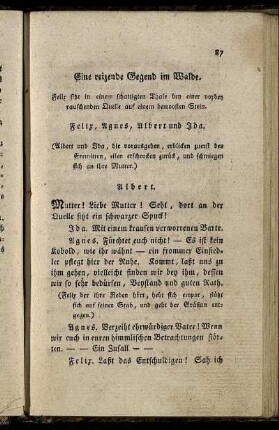 87
Eine reizende Gegend im Walde.
Felix sitzt in einem schattigten Thale bey einer vorbey
rauschenden Quelle auf einem bemoosten Stein.
Felix, Agnes, Albert und Ida.
(Albert und Ida, die vorausgehen, erblicken zuerst den
Eremiten, eilen erschrocken zurück, und schmiegen
sich an ihre Mutter.)
Albert.
Mutter! Liebe Mutter! Seht, dort an der
Quelle sitzt ein schwarzer Spuck!
Ida. Mit einem krausen verworrenen Barte.
Agnes. Fürchtet euch nicht! — Es ist kein
Kobold, wie ihr wähnt — ein frommer Einsied-
ler pflegt hier der Ruhe. Kommt, laßt uns zu
ihm gehen, vielleicht finden wir bey ihm, dessen
wir so sehr bedürfen, Beystand und guten Rath.
(Felix der ihre Reden hört, hebt sich empor, stützt
sich auf seinen Stab, und geht der Gräfinn ent-
gegen.)
Agnes. Verzeiht ehrwürdiger Vater! Wenn
wir euch in euren himmlischen Betrachtungen stör-
ten. — Ein Zufall — —
Felix. Laßt das Entschuldigen! Sah ich